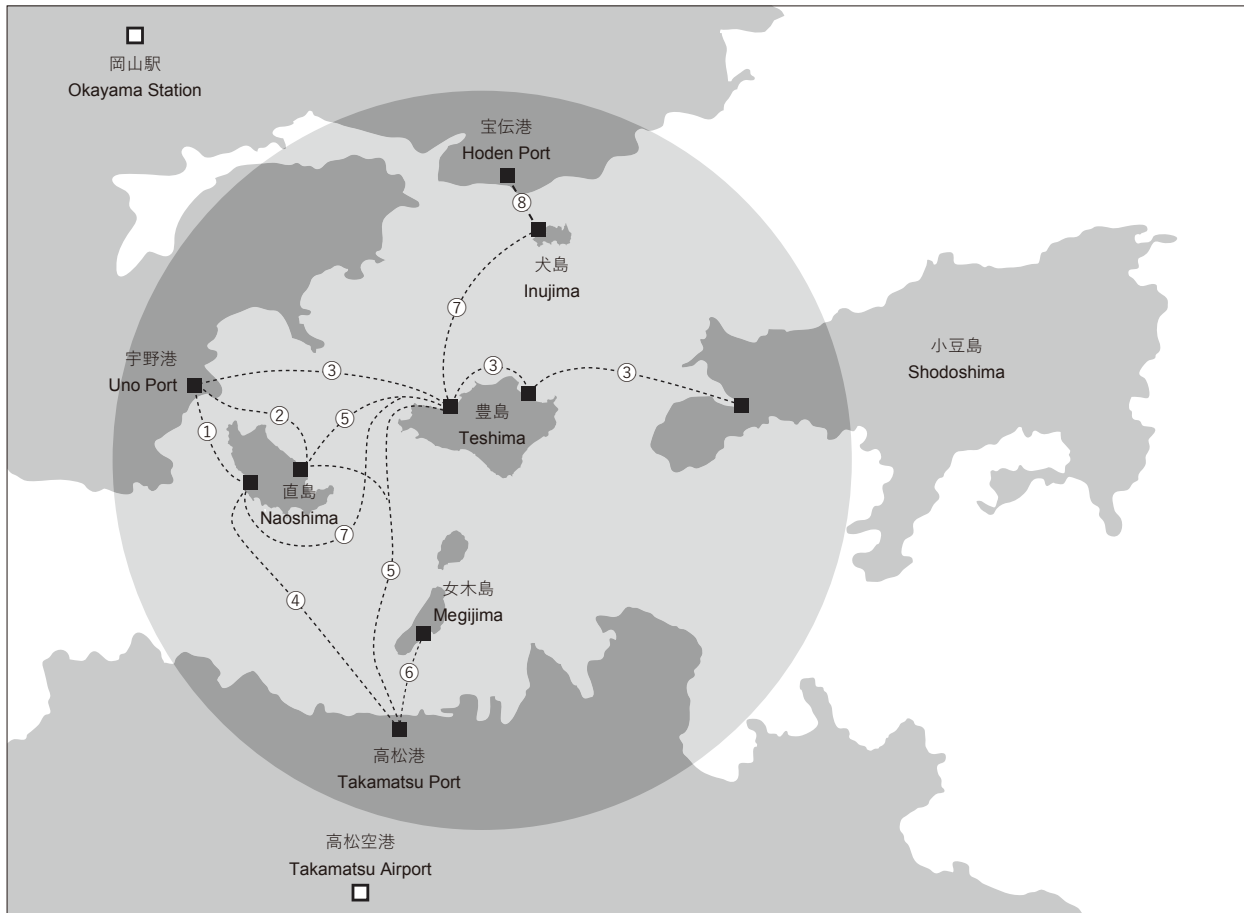 岡山駅
Okayama Station
宝伝港
Hoden Port
⑧
犬島
Inujima
⑦
宇野港
Uno Port
③
③
③
小豆島
Shodoshima
②
⑤
①
豊島
Teshima
直島
Naoshima
⑦
⑤
④
女木島
Megijima
⑥
高松港
Takamatsu Port
高松空港
Takamatsu Airport